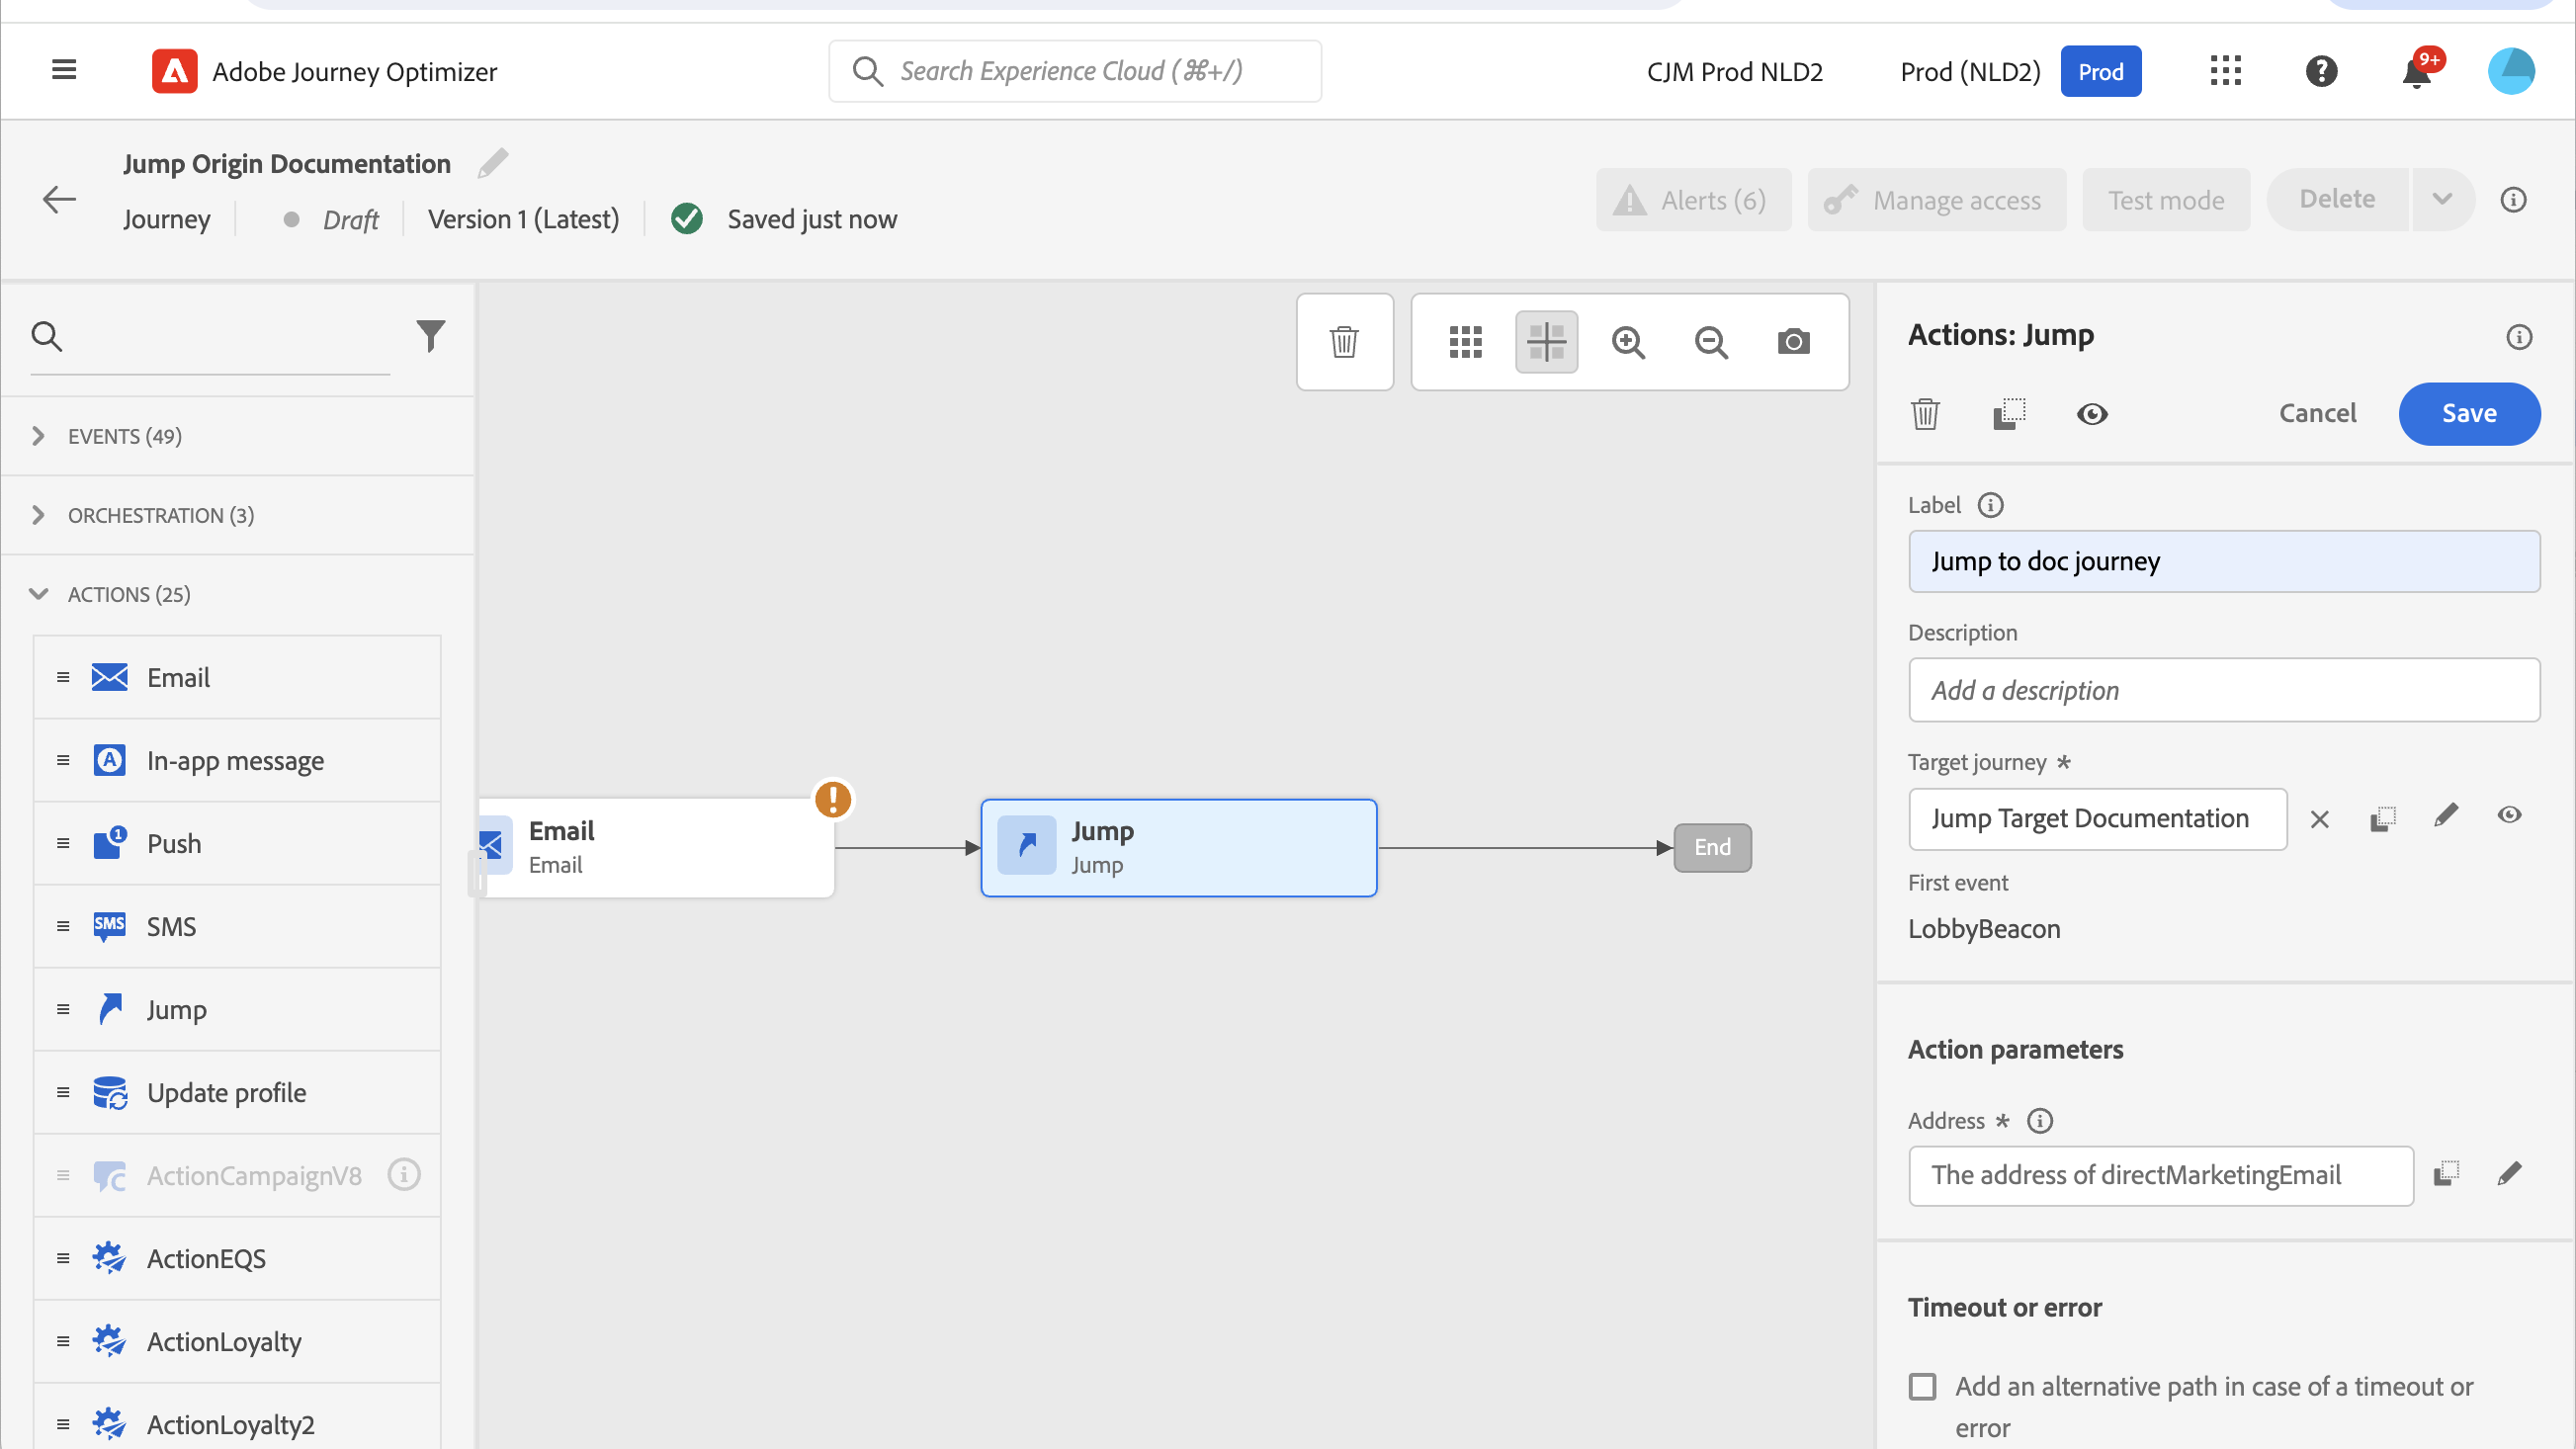 Adobe Journey Optimizer
Search Experience Cloud (⌘+/)
CJM Prod NLD2
Prod (NLD2)
Prod
9+
Jump Origin Documentation
Journey
Draft
Version 1 (Latest)
Saved just now
Alerts (6)
Manage access
Test mode
Delete
EVENTS (49)
ORCHESTRATION (3)
ACTIONS (25)
Email
In-app message
1
Push
SMS
SMS
Jump
Update profile
ActionCampaignV8
ActionEQS
ActionLoyalty
ActionLoyalty2
Email
Email
Jump
Jump
End
Actions: Jump
Cancel
Save
Label
Jump to doc journey
Description
Add a description
Target journey *
Jump Target Documentation
First event
LobbyBeacon
Action parameters
Address *
The address of directMarketingEmail
Timeout or error
Add an alternative path in case of a timeout or
error